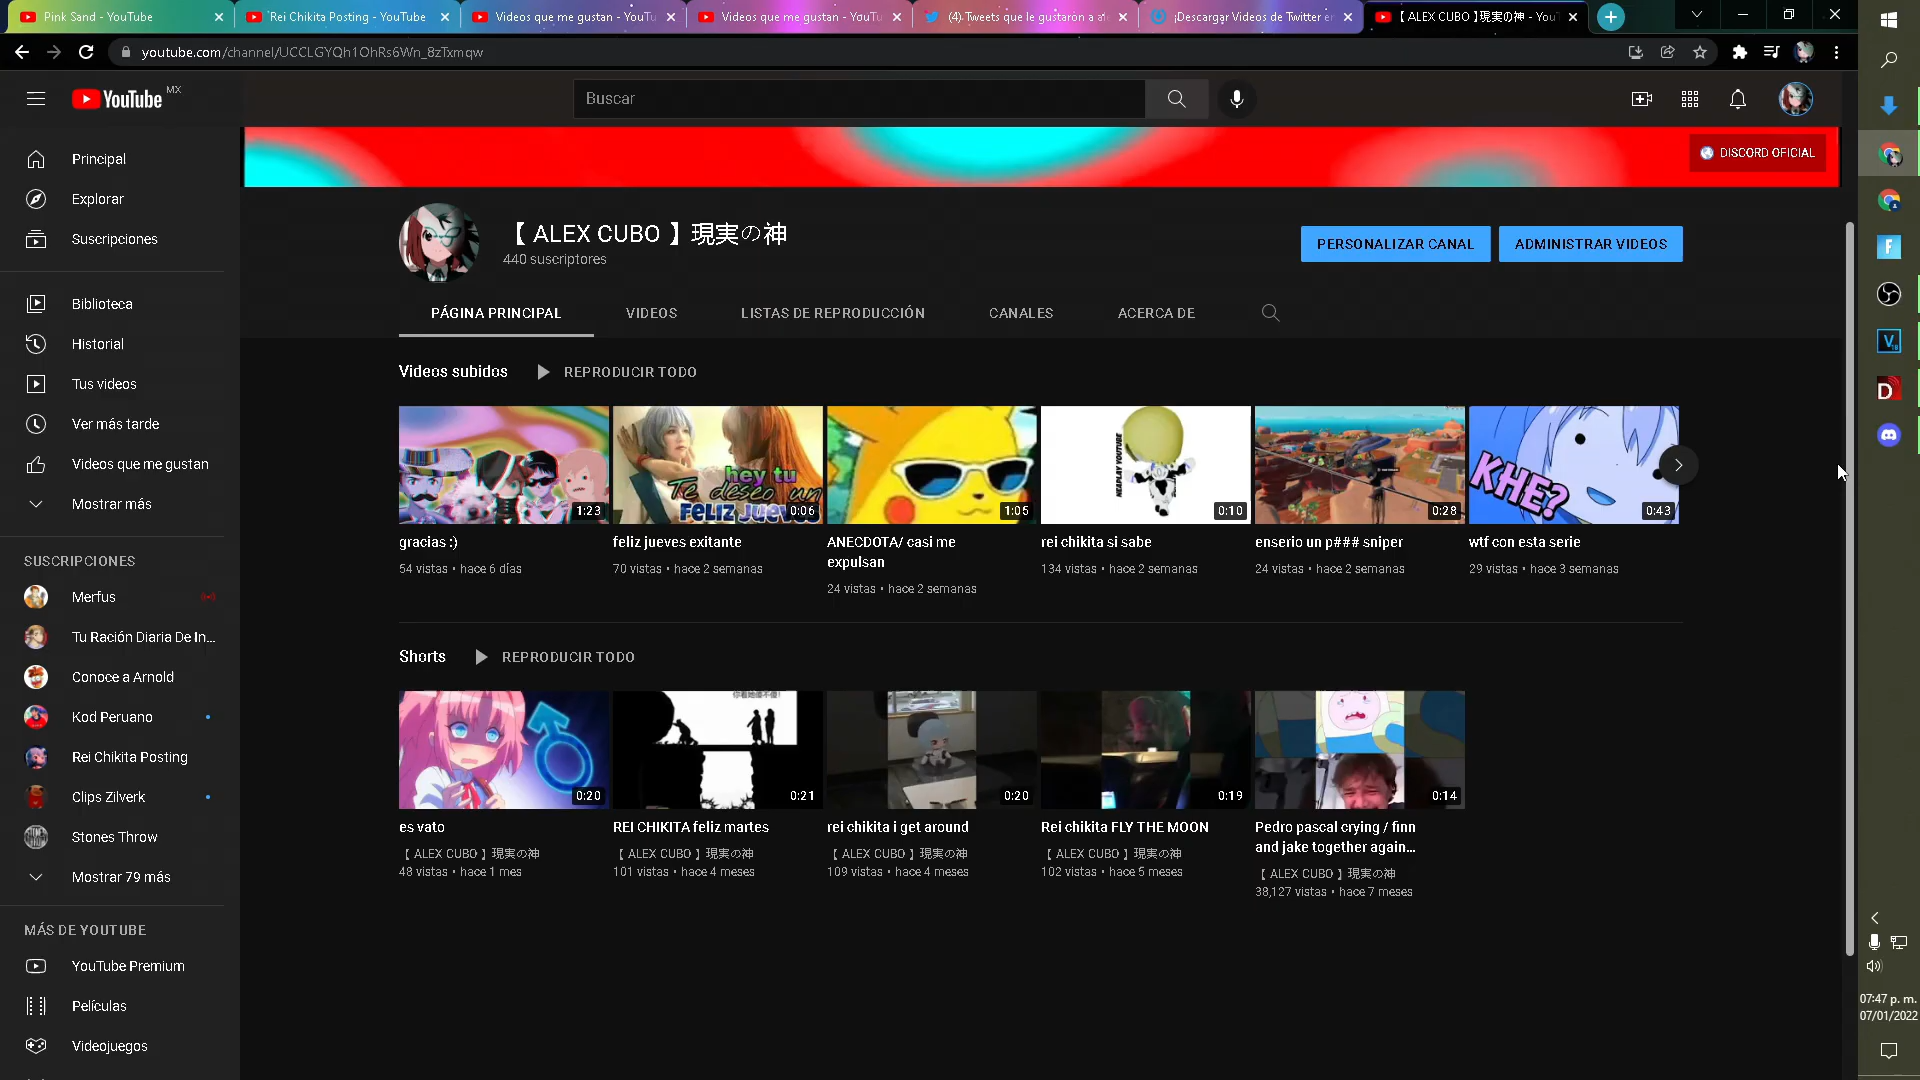 Pink Sand - YouTube
Rei Chikita Posting - YouTube
Videos que me gustan - YouTu
Videos que me gustan - YouTu
(4) Tweets que le gustaron a
¡Descargar Videos de Twitter e
【 ALEX CUBO 】現実の神 - You
youtube.com/channel/UCCLGYQh1OhRs6Wn_8zTxmqw
YouTube MX
Buscar
Principal
Explorar
Suscripciones
Biblioteca
Historial
Tus videos
Ver más tarde
Videos que me gustan
Mostrar más
SUSCRIPCIONES
Merfus
Tu Ración Diaria De In...
Conoce a Arnold
Kod Peruano
Rei Chikita Posting
Clips Zilverk
Stones Throw
Mostrar 79 más
MÁS DE YOUTUBE
YouTube Premium
Películas
Videojuegos
DISCORD OFICIAL
【 ALEX CUBO 】現実の神
440 suscriptores
PERSONALIZAR CANAL
ADMINISTRAR VIDEOS
PÁGINA PRINCIPAL
VIDEOS
LISTAS DE REPRODUCCIÓN
CANALES
ACERCA DE
Videos subidos
REPRODUCIR TODO
1:23
gracias :)
54 vistas • hace 6 días
hey tu
Te deseo un
FELIZ JUEVES
0:06
feliz jueves exitante
70 vistas • hace 2 semanas
1:05
ANECDOTA/ casi me
expulsan
24 vistas • hace 2 semanas
NEAPLAY YOUTUBE
0:10
rei chikita si sabe
134 vistas • hace 2 semanas
0:28
enserio un p### sniper
24 vistas • hace 2 semanas
KHE?
0:43
wtf con esta serie
29 vistas • hace 3 semanas
Shorts
REPRODUCIR TODO
0:20
es vato
【 ALEX CUBO 】現実の神
48 vistas • hace 1 mes
0:21
REI CHIKITA feliz martes
【 ALEX CUBO 】現実の神
101 vistas • hace 4 meses
0:20
rei chikita i get around
【 ALEX CUBO 】現実の神
109 vistas • hace 4 meses
0:19
Rei chikita FLY THE MOON
【 ALEX CUBO 】現実の神
102 vistas • hace 5 meses
0:14
Pedro pascal crying / finn
and jake together again...
【 ALEX CUBO 】現実の神
38,127 vistas • hace 7 meses
07:47 p. m.
07/01/2022